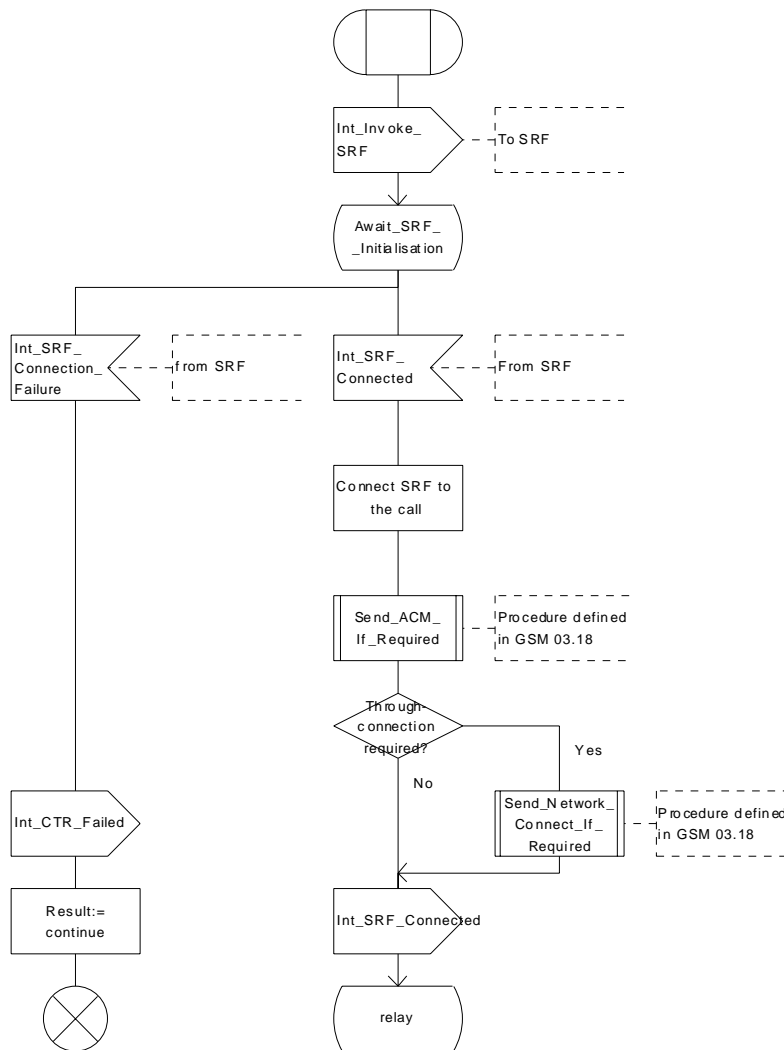 Int_Invoke_
SRF
To SRF
Await_SRF_
_Initialisation
Int_SRF_
Connection_
Failure
from SRF
Int_SRF_
Connected
From SRF
Connect SRF to
the call
Send_ACM_
If_Required
Procedure defined
in GSM 03.18
Through-
connection
required?
Yes
No
Int_CTR_Failed
Send_Network_
Connect_If_
Required
Procedure defined
in GSM 03.18
Result:=
continue
Int_SRF_Connected
relay